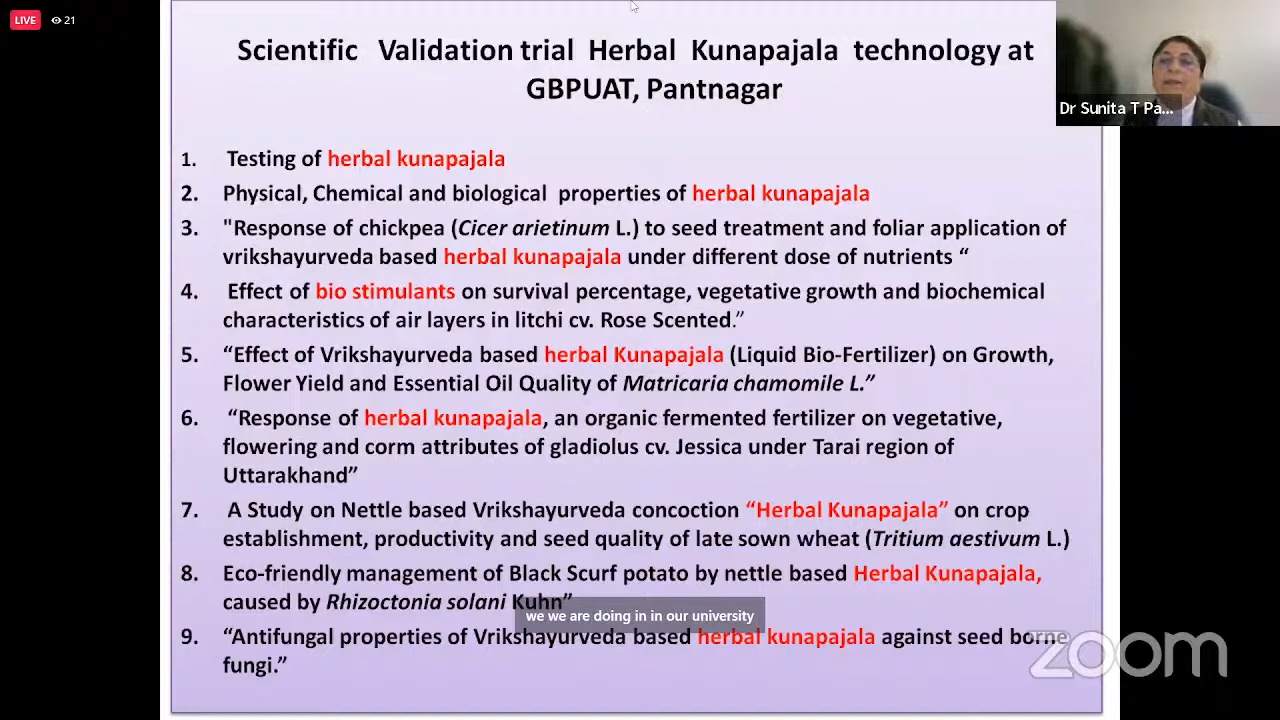 LIVE 21
Scientific Validation trial Herbal Kunapajala technology at
GBPUAT, Pantnagar
Dr Sunita T Pa...
1. Testing of herbal kunapajala
2. Physical, Chemical and biological properties of herbal kunapajala
3. "Response of chickpea (Cicer arietinum L.) to seed treatment and foliar application of
vrikshayurveda based herbal kunapajala under different dose of nutrients “
4. Effect of bio stimulants on survival percentage, vegetative growth and biochemical
characteristics of air layers in litchi cv. Rose Scented.”
5. “Effect of Vrikshayurveda based herbal Kunapajala (Liquid Bio-Fertilizer) on Growth,
Flower Yield and Essential Oil Quality of Matricaria chamomile L.”
6. “Response of herbal kunapajala, an organic fermented fertilizer on vegetative,
flowering and corm attributes of gladiolus cv. Jessica under Tarai region of
Uttarakhand”
7. A Study on Nettle based Vrikshayurveda concoction “Herbal Kunapajala” on crop
establishment, productivity and seed quality of late sown wheat (Tritium aestivum L.)
8. Eco-friendly management of Black Scurf potato by nettle based Herbal Kunapajala,
caused by Rhizoctonia solani Kuhn”
we we are doing in in our university
9. “Antifungal properties of Vrikshayurveda based herbal kunapajala against seed borne
fungi.”
zoom